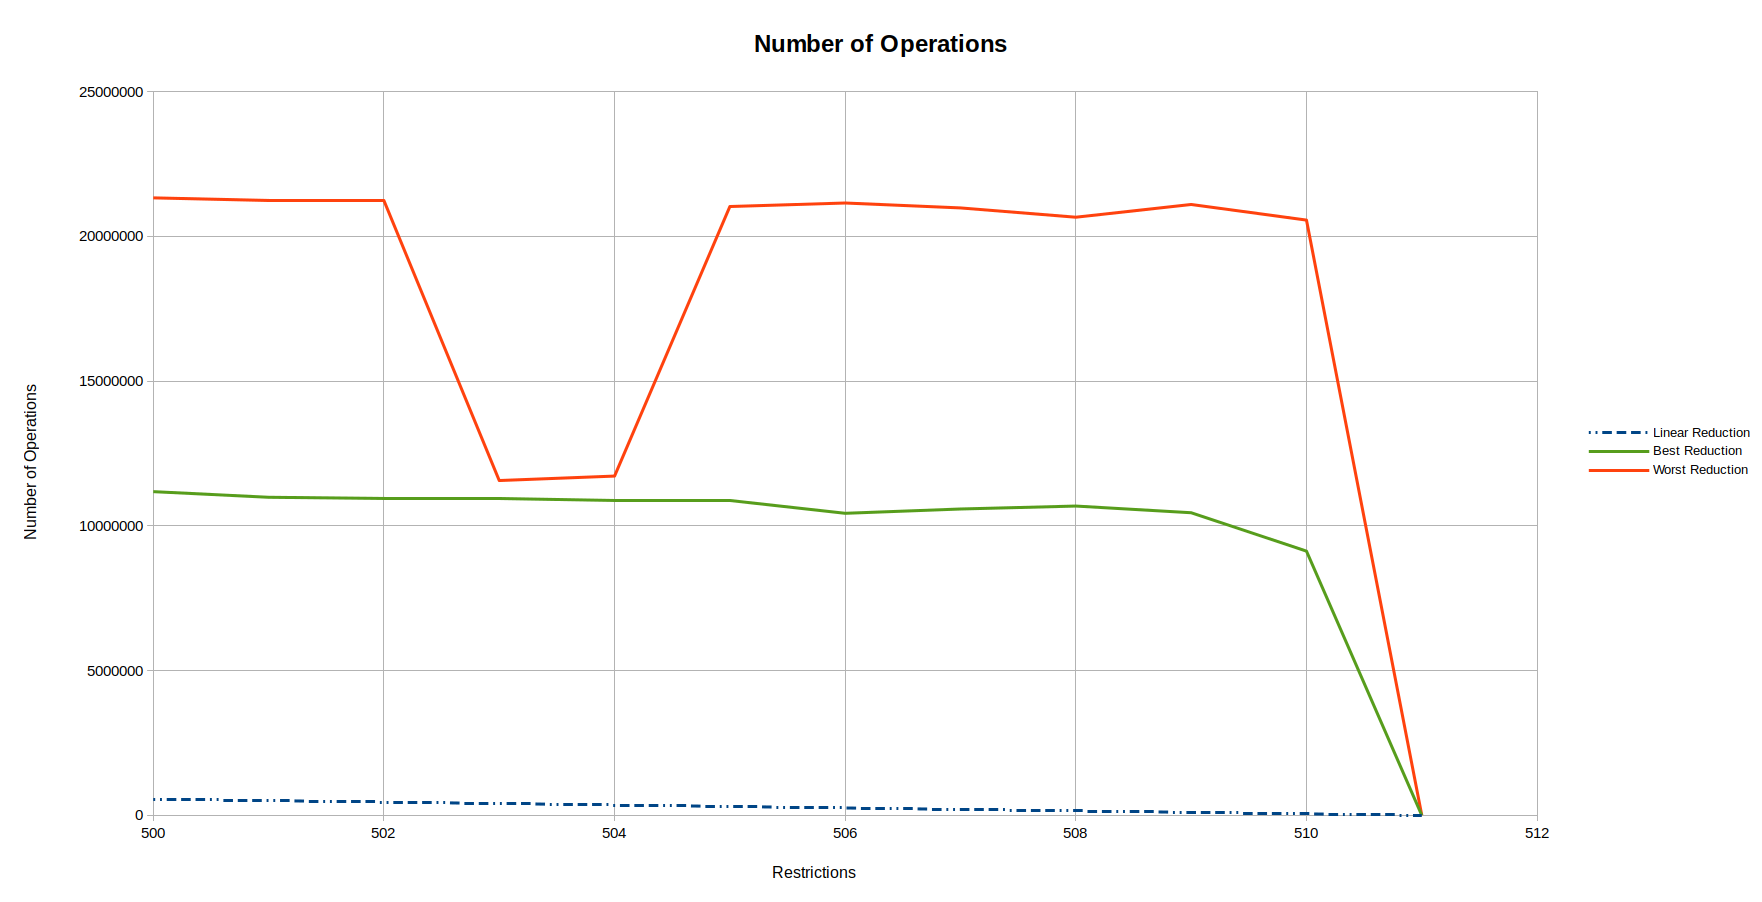 Number of Operations
25000000
20000000
15000000
10000000
5000000
0
Number of Operations
500 502 504 506 508 510 512
Restrictions
Linear Reduction
Best Reduction
Worst Reduction